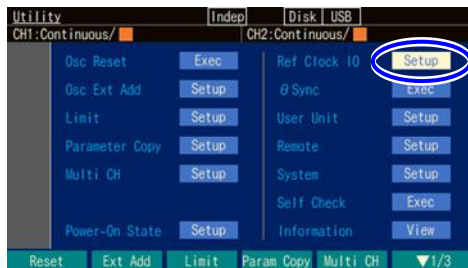 Utility Indep Disk USB
CH1:Continuous/ CH2:Continuous/
Osc Reset Exec Ref Clock IO Setup
Osc Ext Add Setup θ Sync Exec
Limit Setup User Unit Setup
Parameter Copy Setup Remote Setup
Multi CH Setup System Setup
Self Check Exec
Power-On State Setup Information View
Reset Ext Add Limit Param Copy Multi CH ▼1/3